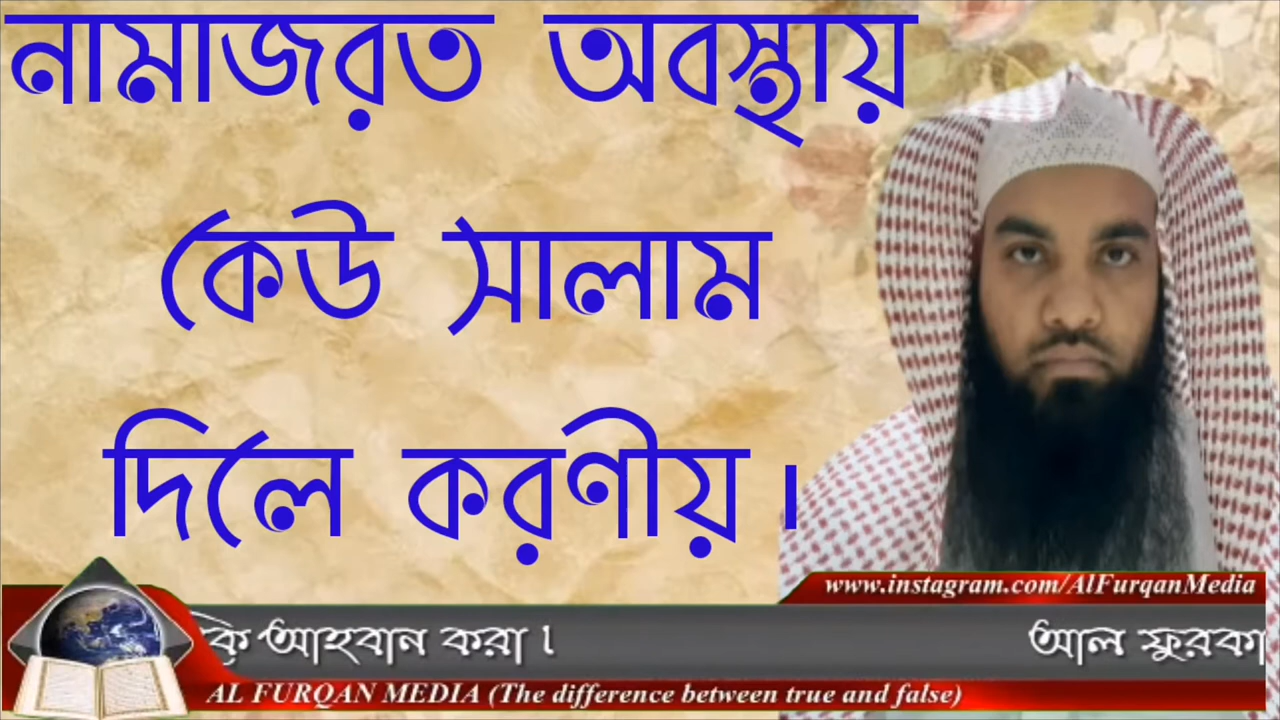 নামাজরত অবস্থায়
কেউ সালাম
দিলে করণীয়।
www.instagram.com/AlFurqanMedia
কি আহবান করা।
আল ফুরকা
AL FURQAN MEDIA (The difference between true and false)